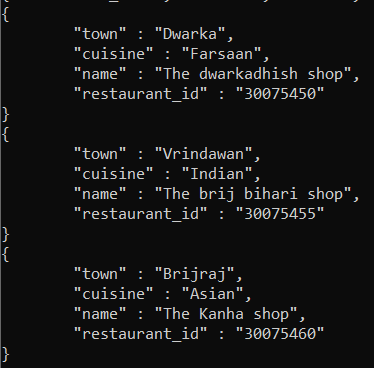 {
"town" : "Dwarka",
"cuisine" : "Farsaan",
"name" : "The dwarkadhish shop",
"restaurant_id" : "30075450"
}
{
"town" : "Vrindawan",
"cuisine" : "Indian",
"name" : "The brij bihari shop",
"restaurant_id" : "30075455"
}
{
"town" : "Brijraj",
"cuisine" : "Asian",
"name" : "The Kanha shop",
"restaurant_id" : "30075460"
}